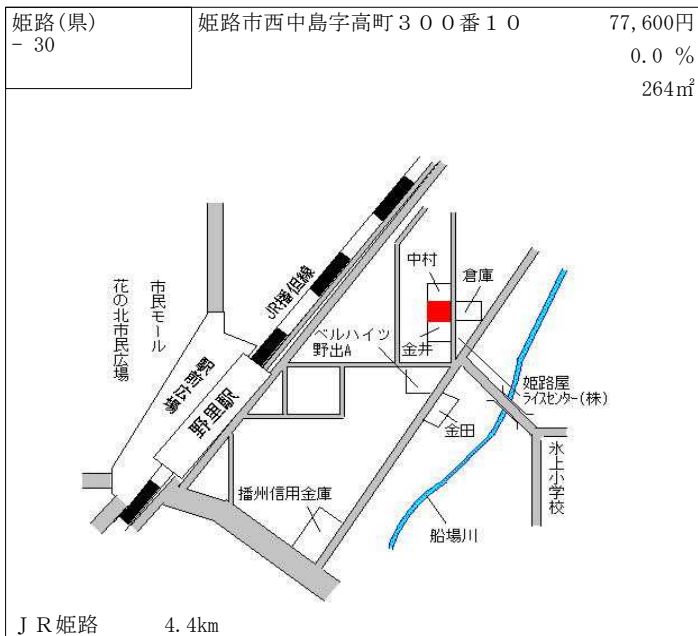 姫路(県)
- 30
姫路市西中島字高町３００番10
77,600円
0.0 %
264㎡
JR播但線
中村
倉庫
市民モール
花の北市民広場
ベルハイツ
野出A
金井
駅前広場
野里駅
姫路屋
ライスセンター(株)
金田
氷上小学校
播州信用金庫
船場川
ＪＲ姫路 4.4km